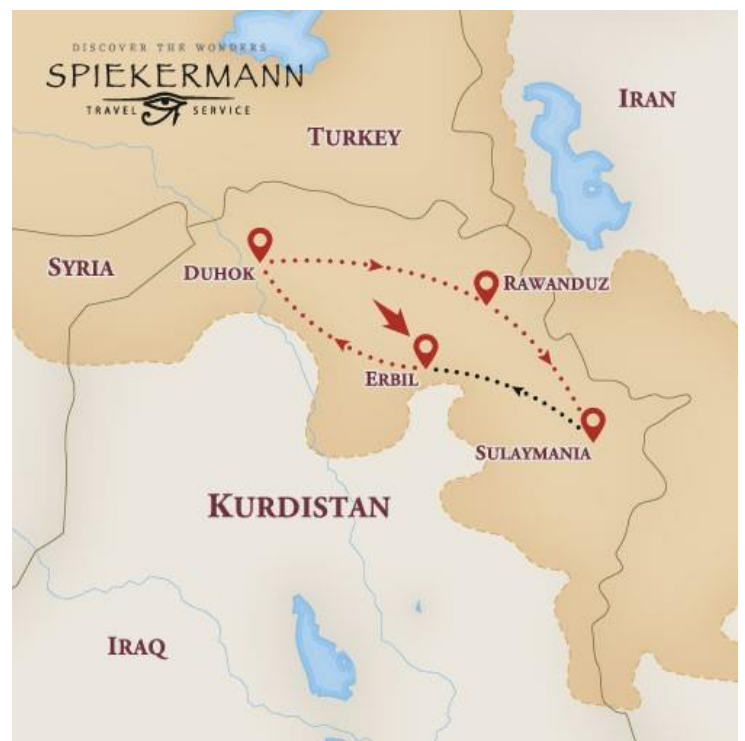 DISCOVER THE WONDERS
SPIEKERMANN
TRAVEL SERVICE
IRAN
TURKEY
SYRIA
DUHOK
RAWANDUZ
ERBIL
SULAYMANIA
KURDISTAN
IRAQ